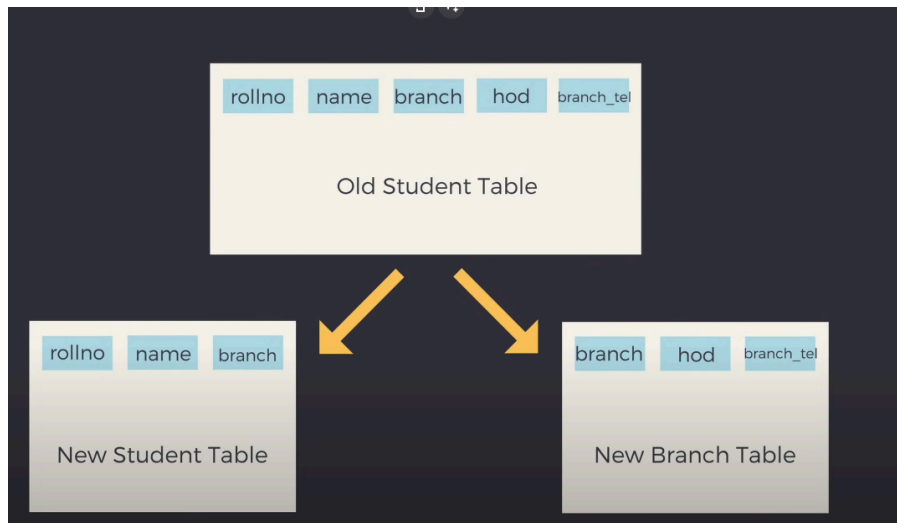 rollno name branch hod branch_tel
Old Student Table
rollno name branch
New Student Table
branch hod branch_tel
New Branch Table